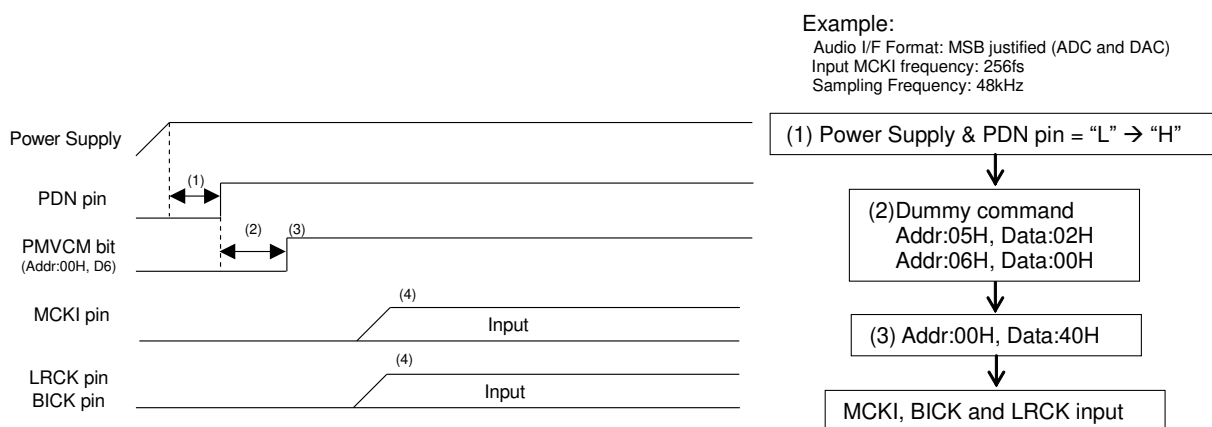 Example:
Audio I/F Format: MSB justified (ADC and DAC)
Input MCKI frequency: 256fs
Sampling Frequency: 48kHz
Power Supply
PDN pin
(1)
PMVCM bit
(Addr:00H, D6)
(2)
(3)
MCKI pin
(4)
Input
LRCK pin
BICK pin
(4)
Input
(1) Power Supply & PDN pin = “L” → “H”
(2)Dummy command
Addr:05H, Data:02H
Addr:06H, Data:00H
(3) Addr:00H, Data:40H
MCKI, BICK and LRCK input